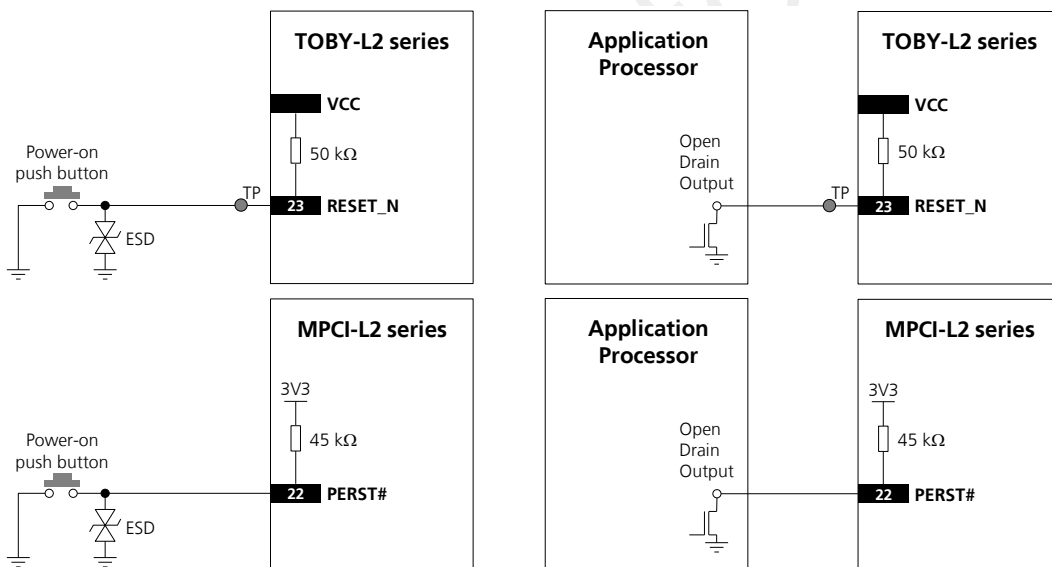 TOBY-L2 series
VCC
50 kΩ
Power-on
push button
TP
23 RESET_N
ESD
Application
Processor
Open
Drain
Output
TOBY-L2 series
VCC
50 kΩ
TP
23 RESET_N
MPCI-L2 series
3V3
45 kΩ
Power-on
push button
22 PERST#
ESD
Application
Processor
Open
Drain
Output
MPCI-L2 series
3V3
45 kΩ
22 PERST#